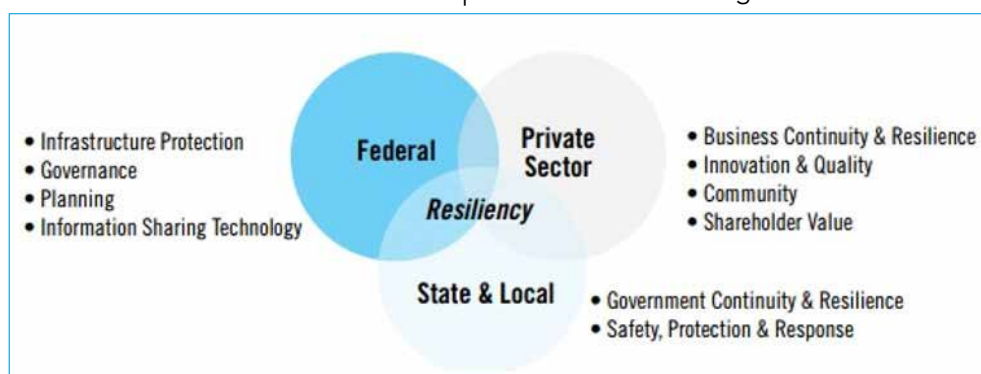 • Infrastructure Protection
• Governance
• Planning
• Information Sharing Technology
Federal
Private
Sector
Resiliency
State & Local
• Business Continuity & Resilience
• Innovation & Quality
• Community
• Shareholder Value
• Government Continuity & Resilience
• Safety, Protection & Response